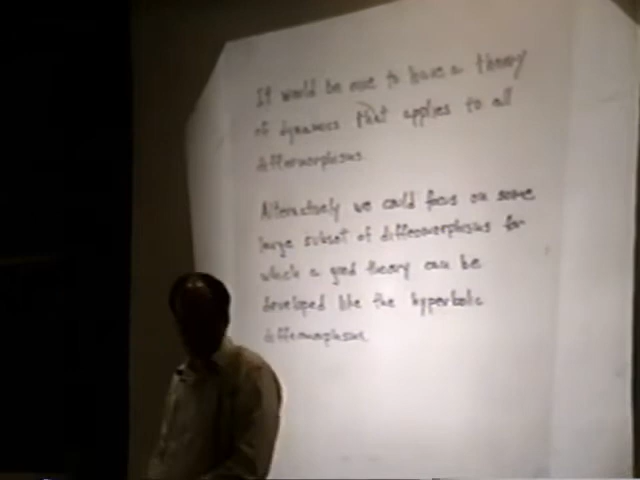 It would be nice to have a theory
of dynamics that applies to all
diffeomorphisms.
Alternatively we could focus on some
large subset of diffeomorphisms for
which a good theory can be
developed like the hyperbolic
diffeomorphisms.